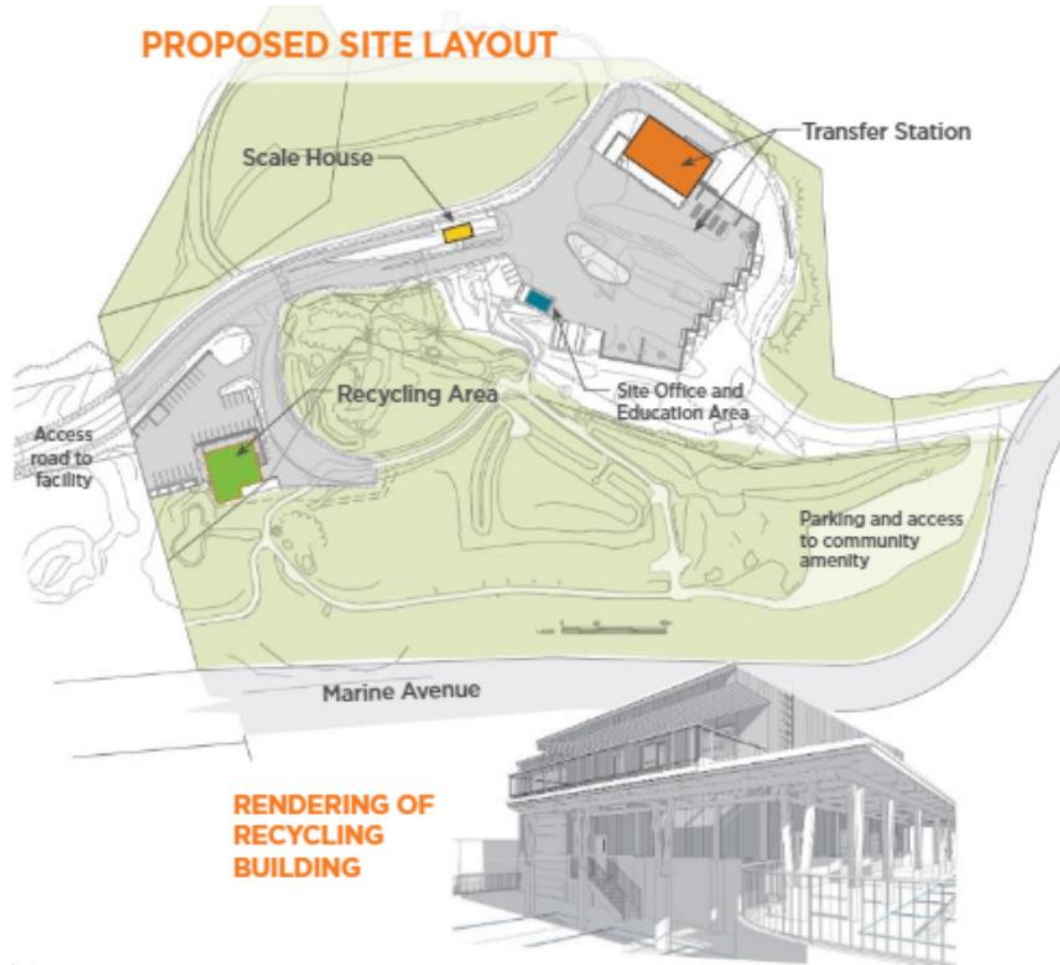 PROPOSED SITE LAYOUT
Transfer Station
Scale House
Recycling Area
Site Office and
Education Area
Access
road to
facility
Parking and access
to community
amenity
Marine Avenue
RENDERING OF
RECYCLING
BUILDING